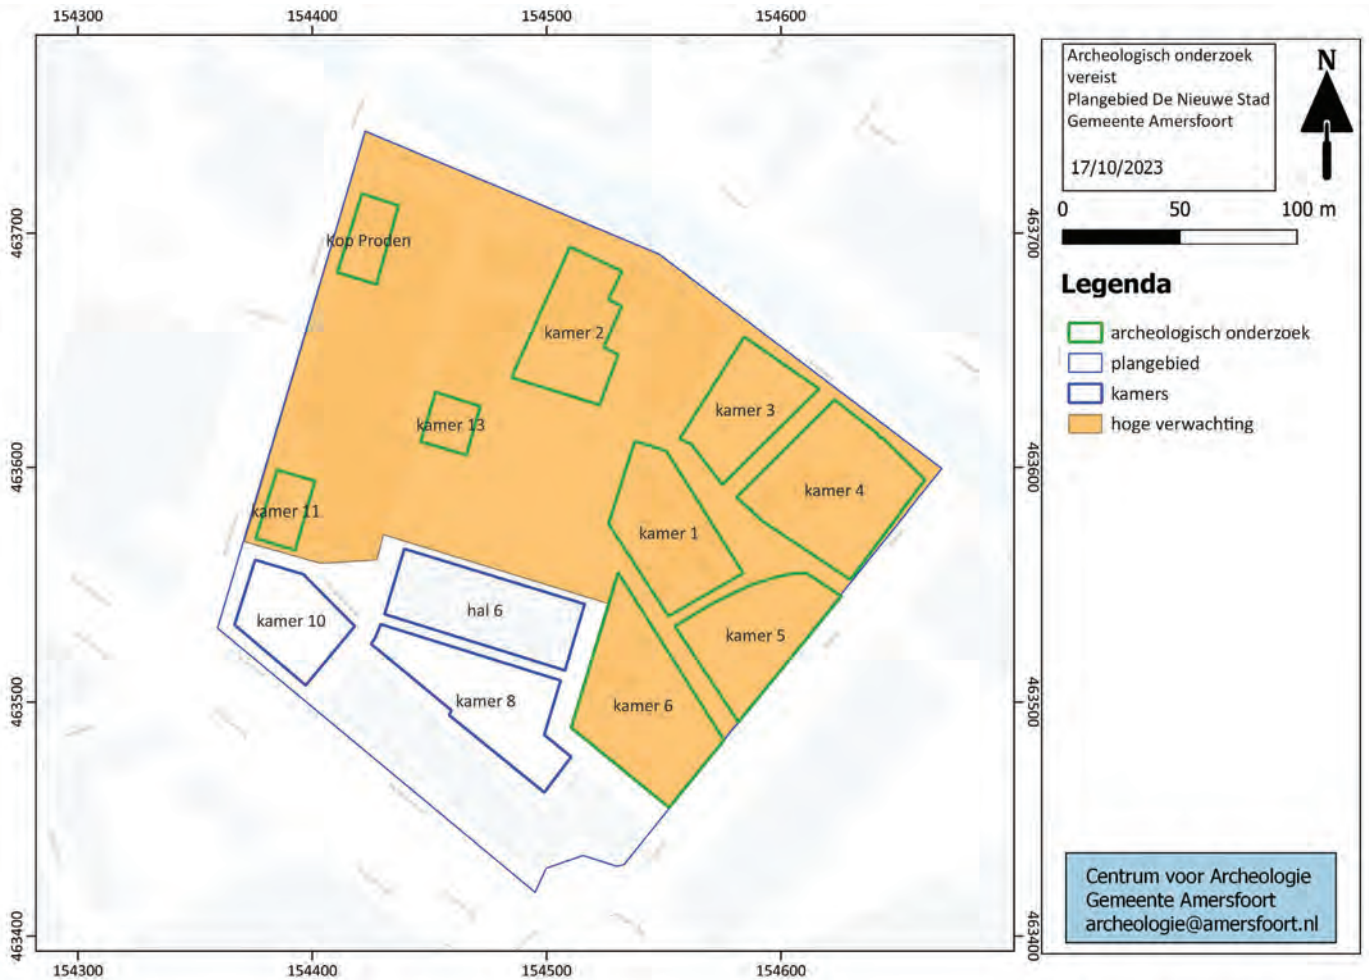 154300 154400 154500 154600
463700
463600
463500
463400
Kop Proden
kamer 2
kamer 3
kamer 13
kamer 4
kamer 11
kamer 1
hal 6
kamer 10
kamer 5
kamer 8
kamer 6
463700
463600
463500
463400
154300 154400 154500 154600
Archeologisch onderzoek
vereist
Plangebied De Nieuwe Stad
Gemeente Amersfoort
17/10/2023
N
0 50 100 m
Legenda
archeologisch onderzoek
plangebied
kamers
hoge verwachting
Centrum voor Archeologie
Gemeente Amersfoort
archeologie@amersfoort.nl